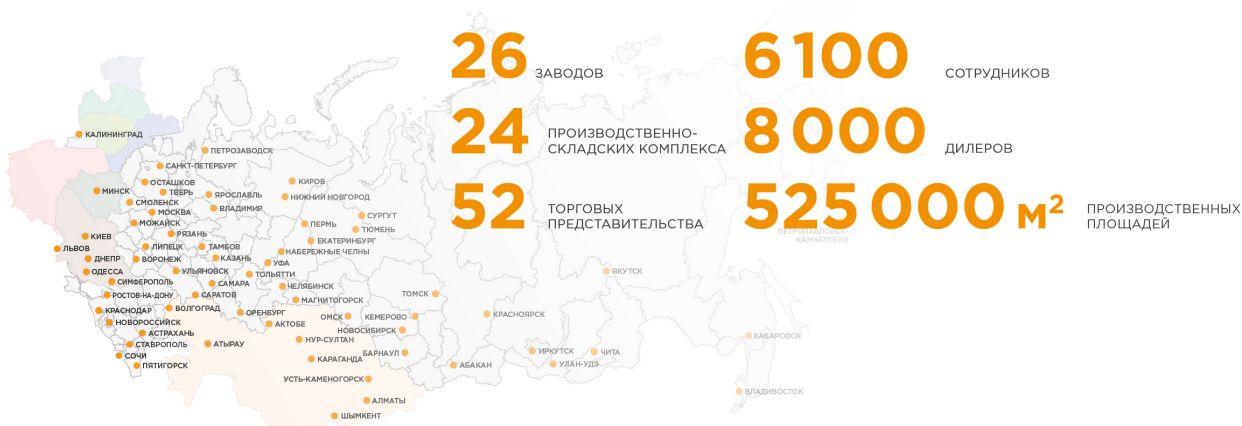 26 ЗАВОДОВ
6 100 СОТРУДНИКОВ
24 ПРОИЗВОДСТВЕННО-
СКЛАДСКИХ КОМПЛЕКСА
8 000 ДИЛЕРОВ
52 ТОРГОВЫХ
ПРЕДСТАВИТЕЛЬСТВА
525 000 м² ПРОИЗВОДСТВЕННЫХ
ПЛОЩАДЕЙ
ПЕТРОПАВЛОВСК-
КАМЧАТСКИЙ
КАЛИНИНГРАД
ПЕТРОЗАВОДСК
САНКТ-ПЕТЕРБУРГ
ОСТАШКОВ
КИРОВ
МИНСК
ТВЕРЬ
ЯРОСЛАВЛЬ
НИЖНИЙ НОВГОРОД
СМОЛЕНСК
МОСКВА
ВЛАДИМИР
СУРГУТ
МОЖАЙСК
ПЕРМЬ
ТЮМЕНЬ
КИЕВ
РЯЗАНЬ
ЕКАТЕРИНБУРГ
ЛЬВОВ
ЛИПЕЦК
ТАМБОВ
НАБЕРЕЖНЫЕ ЧЕЛНЫ
ДНЕПР
ВОРОНЕЖ
КАЗАНЬ
УФА
ОДЕССА
УЛЬЯНОВСК
ТОЛЬЯТТИ
ЯКУТСК
СИМФЕРОПОЛЬ
САМАРА
ЧЕЛЯБИНСК
РОСТОВ-НА-ДОНУ
САРАТОВ
МАГНИТОГОРСК
ТОМСК
КРАСНОДАР
ВОЛГОГРАД
ОРЕНБУРГ
ОМСК
КЕМЕРОВО
КРАСНОЯРСК
НОВОРОССИЙСК
АКТОБЕ
НОВОСИБИРСК
АСТРАХАНЬ
ХАБАРОВСК
СТАВРОПОЛЬ
АТЫРАУ
НУР-СУЛТАН
СОЧИ
КАРАГАНДА
БАРНАУЛ
ИРКУТСК
ЧИТА
ПЯТИГОРСК
АБАКАН
УЛАН-УДЭ
УСТЬ-КАМЕНОГОРСК
ВЛАДИВОСТОК
АЛМАТЫ
ШЫМКЕНТ